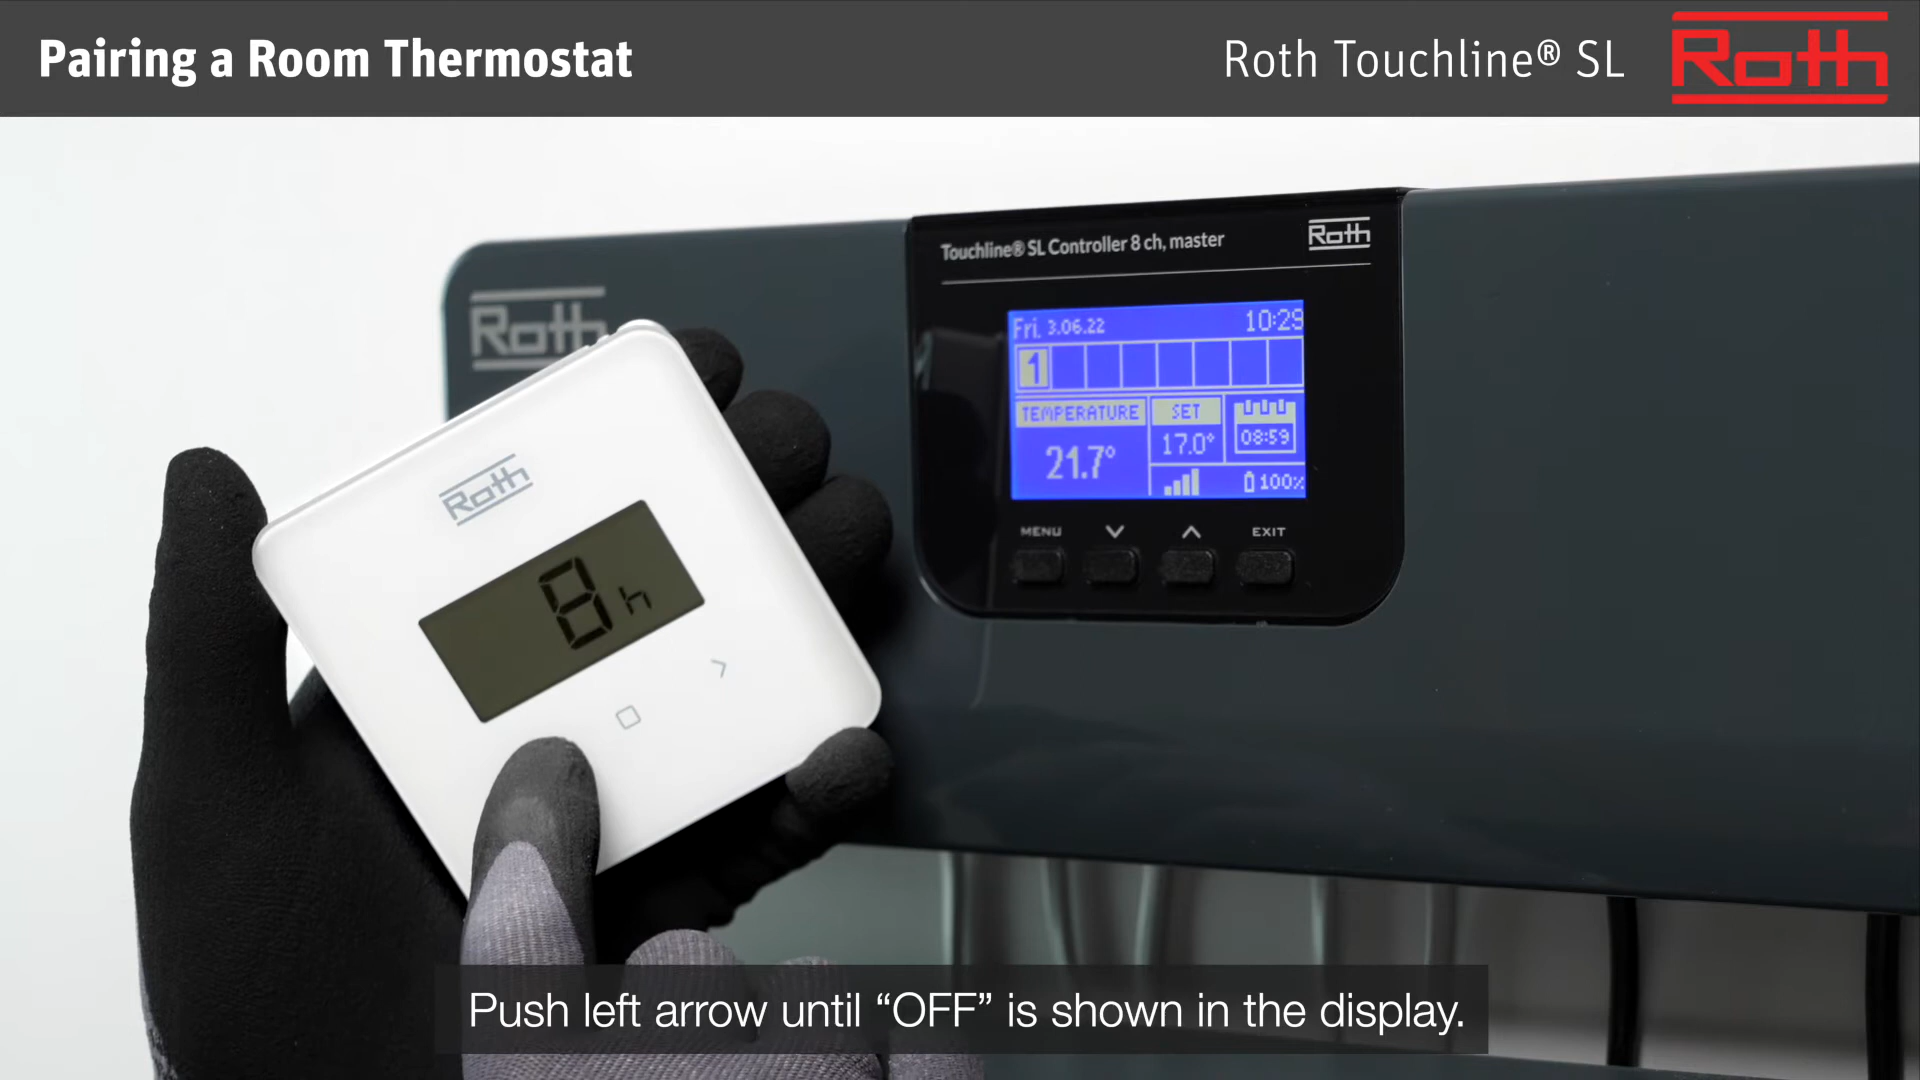 Pairing a Room Thermostat
Roth Touchline® SL
Roth
Touchline® SL Controller 8 ch, master
Roth
Roth
Fri. 3.06.22 10:29
1
TEMPERATURE SET
08:59
21.7° 17.0°
100%
MENU EXIT
Roth
8h
Push left arrow until “OFF” is shown in the display.